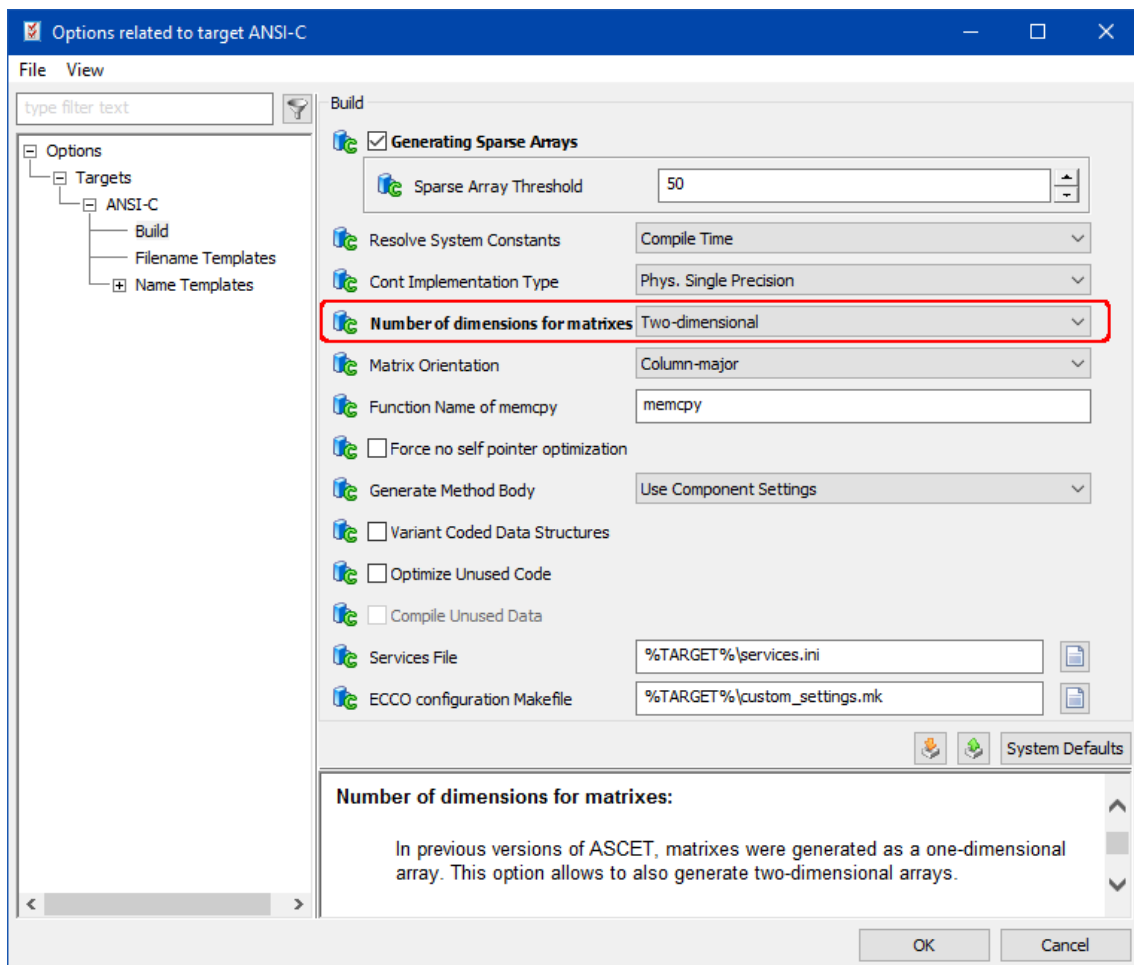 Options related to target ANSI-C
File View
type filter text
Options
Targets
ANSI-C
Build
Filename Templates
Name Templates
Build
Generating Sparse Arrays
Sparse Array Threshold 50
Resolve System Constants Compile Time
Cont Implementation Type Phys. Single Precision
Number of dimensions for matrixes Two-dimensional
Matrix Orientation Column-major
Function Name of memcpy memcpy
Force no self pointer optimization
Generate Method Body Use Component Settings
Variant Coded Data Structures
Optimize Unused Code
Compile Unused Data
Services File %TARGET%\services.ini
ECCO configuration Makefile %TARGET%\custom_settings.mk
System Defaults
Number of dimensions for matrixes:
In previous versions of ASCET, matrixes were generated as a one-dimensional
array. This option allows to also generate two-dimensional arrays.
OK Cancel